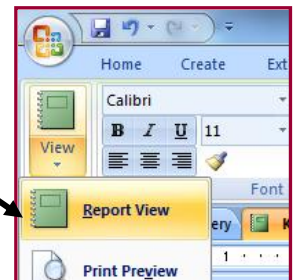 Home Create Ext
Calibri
B I U 11
View
Font
Report View
ery K
1
Print Preview